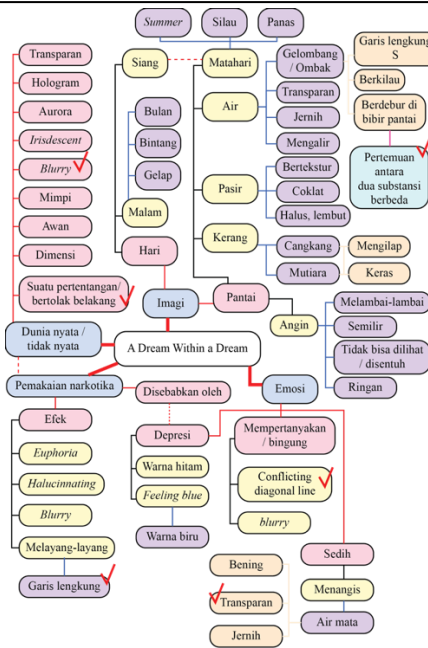 Summer
Silau
Panas
Transparan
Hologram
Aurora
Irisdescent
Blurry
Mimpi
Awan
Dimensi
Suatu pertentangan/
bertolak belakang
Siang
Matahari
Bulan
Bintang
Gelap
Malam
Hari
Imagi
Pantai
Air
Gelombang
/ Ombak
Transparan
Jernih
Mengalir
Garis lengkung
S
Berkilau
Berdebur di
bibir pantai
Pertemuan
antara
dua substansi
berbeda
Pasir
Bertekstur
Coklat
Halus, lembut
Kerang
Cangkang
Mutiara
Mengilap
Keras
Angin
Melambai-lambai
Semilir
Tidak bisa dilihat
/ disentuh
Ringan
Dunia nyata /
tidak nyata
A Dream Within a Dream
Pemakaian narkotika
Disebabkan oleh
Emosi
Efek
Euphoria
Halucinnating
Blurry
Melayang-layang
Garis lengkung
Depresi
Warna hitam
Feeling blue
Warna biru
Mempertanyakan
/ bingung
Conflicting
diagonal line
blurry
Sedih
Menangis
Air mata
Bening
Transparan
Jernih